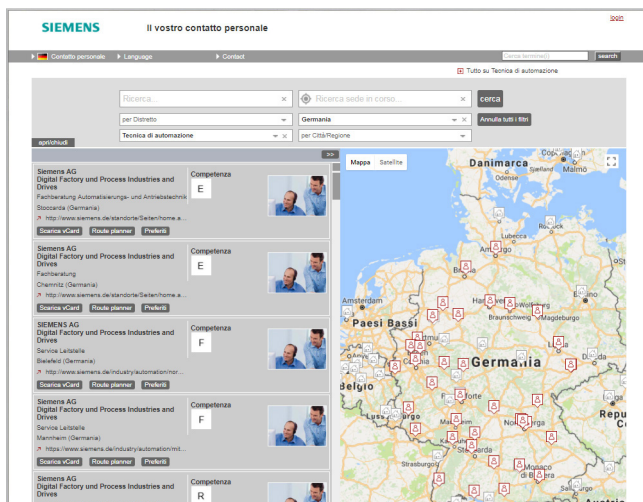 login
SIEMENS
Il vostro contatto personale
Contatto personale
Language
Contact
Cerca termine(i)
search
Tutto su Tecnica di automazione
Ricerca...
Ricerca sede in corso...
cerca
per Distretto
Germania
Annulla tutti i filtri
Tecnica di automazione
per Città/Regione
apri/chiudi
>>
Siemens AG
Digital Factory und Process Industries and
Drives
Fachberatung Automatisierungs- und Antriebstechnik
Stoccarda (Germania)
http://www.siemens.de/standorte/Seiten/home.a...
Scarica vCard Route planner Preferiti
Competenza
E
Siemens AG
Digital Factory und Process Industries and
Drives
Fachberatung
Chemnitz (Germania)
http://www.siemens.de/standorte/Seiten/home.a...
Scarica vCard Route planner Preferiti
Competenza
E
SIEMENS AG
Digital Factory und Process Industries and
Drives
Service Leitstelle
Bielefeld (Germania)
http://www.siemens.de/industry/automation/nor...
Scarica vCard Route planner Preferiti
Competenza
F
Siemens AG
Digital Factory und Process Industries and
Drives
Service Leitstelle
Mannheim (Germania)
https://www.siemens.de/industry/automation/mit...
Scarica vCard Route planner Preferiti
Competenza
F
Siemens AG
Digital Factory und Process Industries and
Drives
Competenza
R
Mappa Satellite
Danimarca
Odense
Sjælland
Malmö
Lubecca
Amsterdam
Paesi Bassi
Wolfsburg
Braunschweig
Magdeburgo
Germania
Belgio
Strasburgo
Monaco
di Baviera